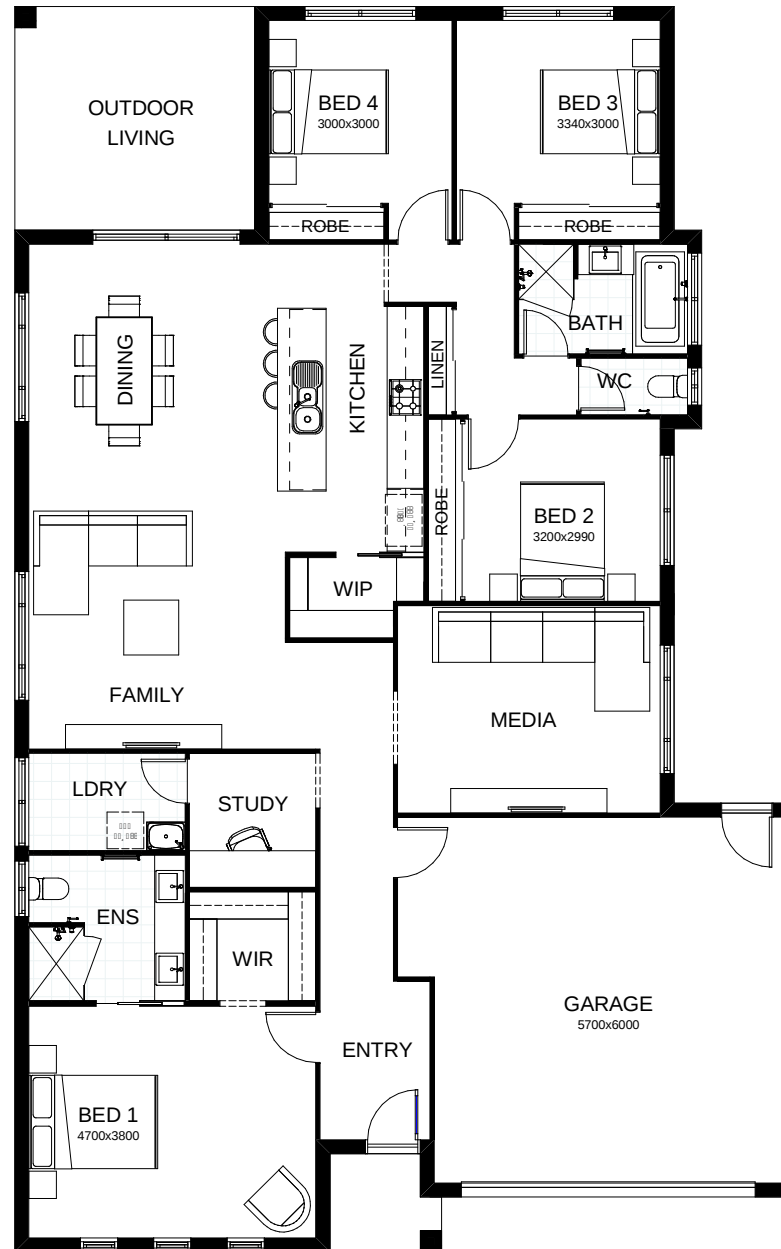 OUTDOOR
LIVING
BED 4
3000x3000
BED 3
3340x3000
ROBE
ROBE
BATH
DINING
KITCHEN
LINEN
WC
ROBE
BED 2
3200x2990
WIP
FAMILY
MEDIA
LDRY
STUDY
ENS
WIR
GARAGE
5700x6000
ENTRY
BED 1
4700x3800